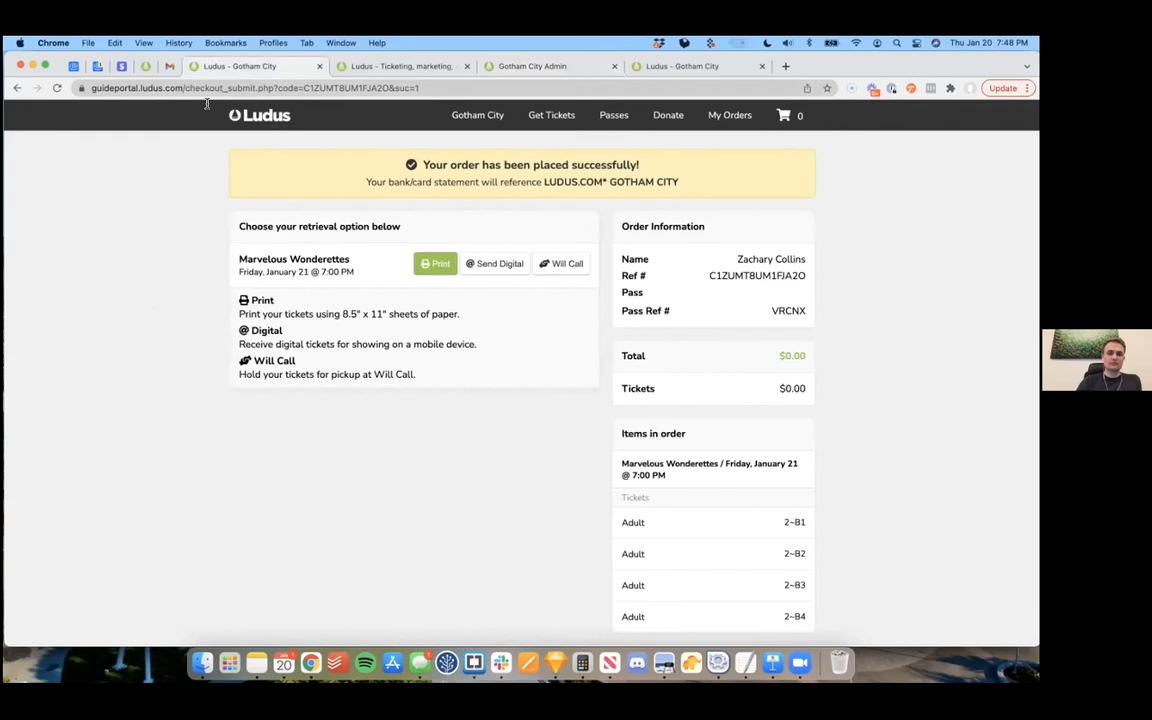 Chrome File Edit View History Bookmarks Profiles Tab Window Help Thu Jan 20 7:48 PM
Ludus - Gotham City Ludus - Ticketing, marketing, Gotham City Admin Ludus - Gotham City
guideportal.ludus.com/checkout_submit.php?code=C1ZUMT8UM1FJA2O&suc=1 Update
Ludus Gotham City Get Tickets Passes Donate My Orders 0
Your order has been placed successfully!
Your bank/card statement will reference LUDUS.COM* GOTHAM CITY
Choose your retrieval option below
Marvelous Wonderettes
Friday, January 21 @ 7:00 PM
Print @ Send Digital Will Call
Print
Print your tickets using 8.5" x 11" sheets of paper.
@ Digital
Receive digital tickets for showing on a mobile device.
Will Call
Hold your tickets for pickup at Will Call.
Order Information
Name Zachary Collins
Ref # C1ZUMT8UM1FJA2O
Pass
Pass Ref # VRCNX
Total $0.00
Tickets $0.00
Items in order
Marvelous Wonderettes / Friday, January 21
@ 7:00 PM
Tickets
Adult 2~B1
Adult 2~B2
Adult 2~B3
Adult 2~B4